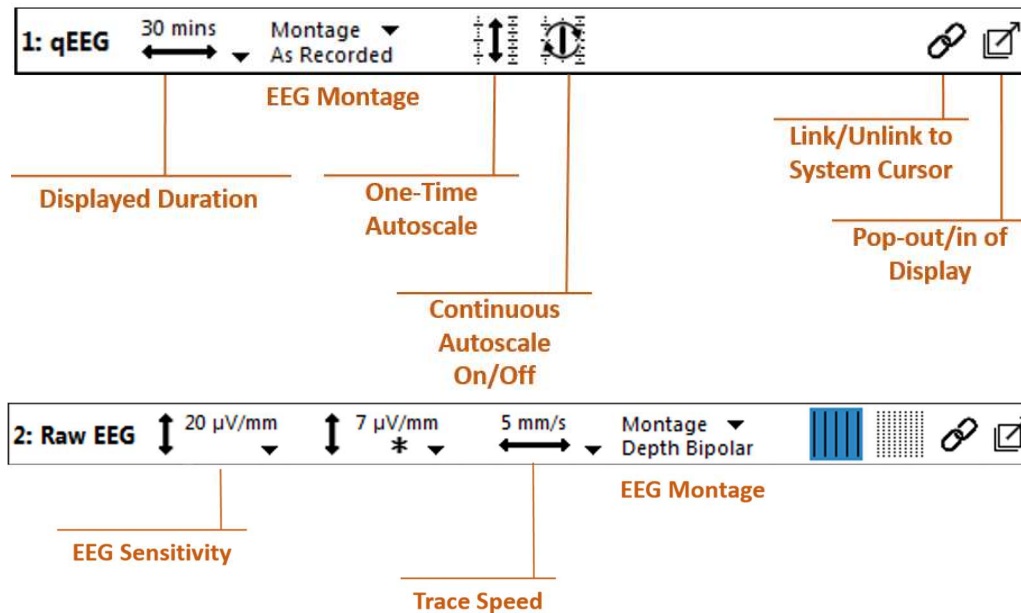 1: qEEG
30 mins
Montage
As Recorded
EEG Montage
Displayed Duration
One-Time
Autoscale
Continuous
Autoscale
On/Off
Link/Unlink to
System Cursor
Pop-out/in of
Display
2: Raw EEG
20 µV/mm
7 µV/mm
*
5 mm/s
Montage
Depth Bipolar
EEG Montage
EEG Sensitivity
Trace Speed